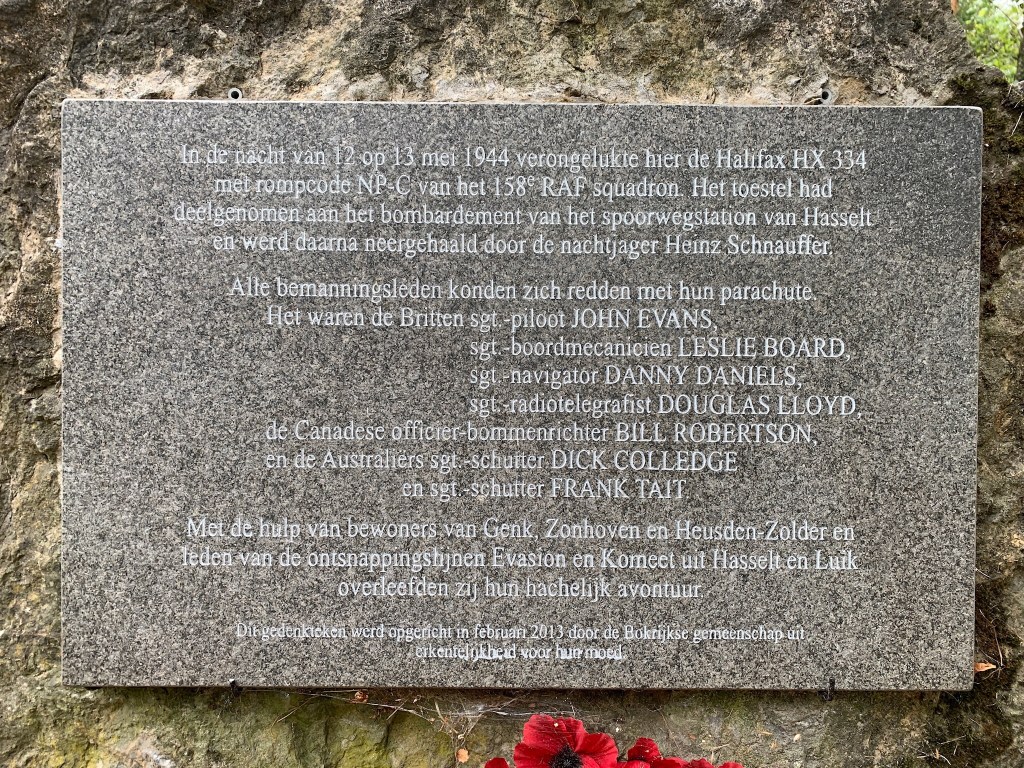 In de nacht van 12 op 13 mei 1944 verongelukte hier de Halifax HX 334
met rompcode NP-C van het 158e RAF squadron. Het toestel had
deelgenomen aan het bombardement van het spoorwegstation van Hasselt
en werd daarna neergehaald door de nachtjager Heinz Schnauffer.
Alle bemanningsleden konden zich redden met hun parachute.
Het waren de Britten sgt.-piloot JOHN EVANS,
sgt.-boordmecanicien LESLIE BOARD,
sgt.-navigator DANNY DANIELS,
sgt.-radiotelegrafist DOUGLAS LLOYD,
de Canadese officier-bommenrichter BILL ROBERTSON,
en de Australiërs sgt.-schutter DICK COLLEDGE
en sgt.-schutter FRANK TAIT.
Met de hulp van bewoners van Genk, Zonhoven en Heusden-Zolder en
leden van de ontsnappingslijnen Evasion en Komeet uit Hasselt en Luik
overleefden zij hun hachelijk avontuur.
Dit gedenkteken werd opgericht in februari 2013 door de Bokrijkse gemeenschap uit
erkentelijkheid voor hun moed.